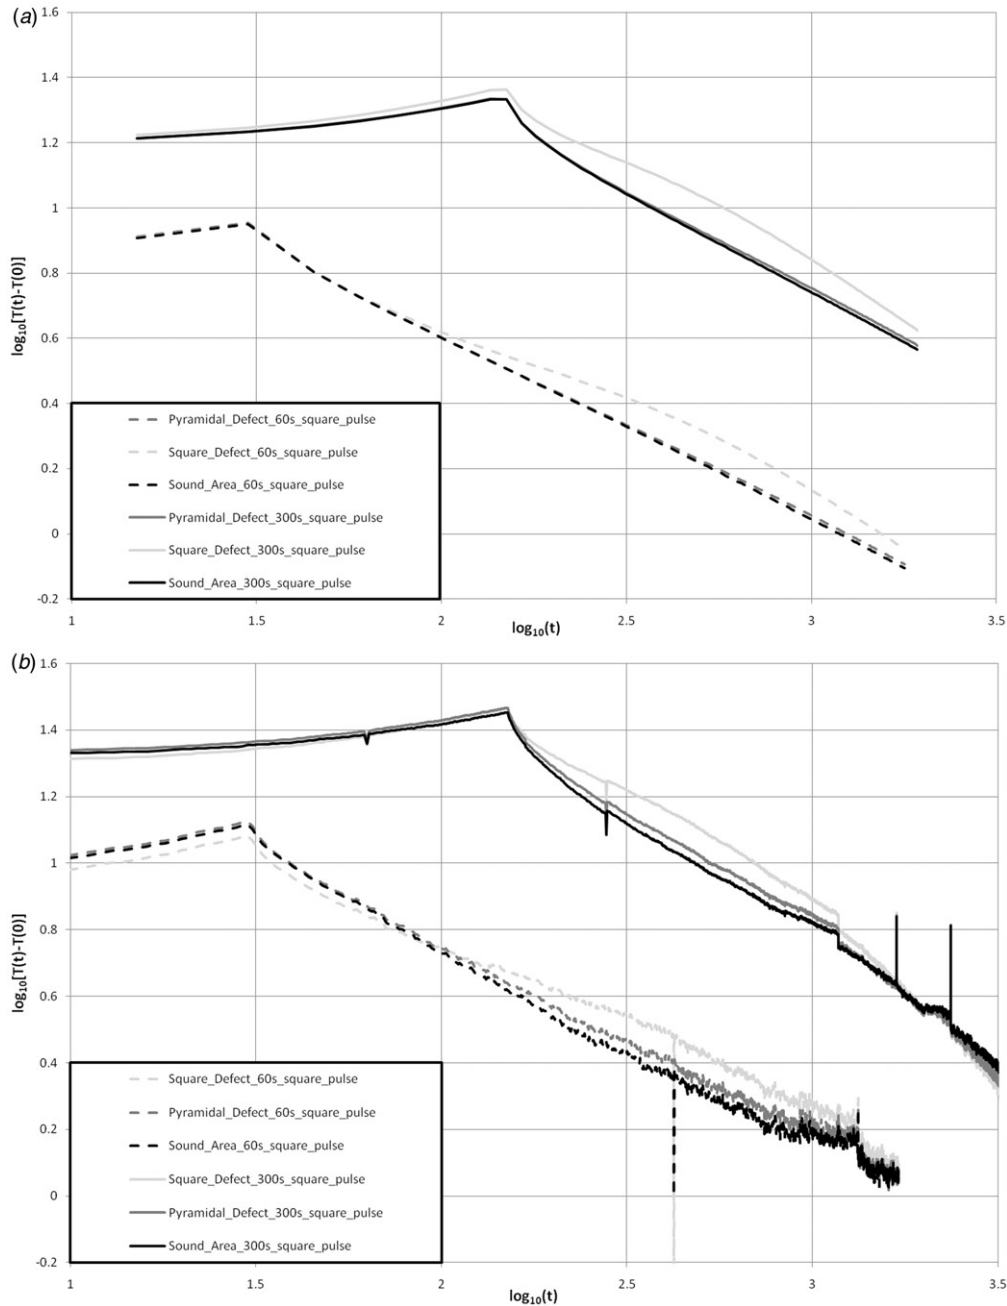 (a)
1.6
1.4
1.2
1
0.8
0.6
0.4
0.2
0
-0.2
log10[T(t)-T(0)]
Pyramidal_Defect_60s_square_pulse
Square_Defect_60s_square_pulse
Sound_Area_60s_square_pulse
Pyramidal_Defect_300s_square_pulse
Square_Defect_300s_square_pulse
Sound_Area_300s_square_pulse
1 1.5 2 2.5 3 3.5
log10(t)
(b)
1.6
1.4
1.2
1
0.8
0.6
0.4
0.2
0
-0.2
log10[T(t)-T(0)]
Square_Defect_60s_square_pulse
Pyramidal_Defect_60s_square_pulse
Sound_Area_60s_square_pulse
Square_Defect_300s_square_pulse
Pyramidal_Defect_300s_square_pulse
Sound_Area_300s_square_pulse
1 1.5 2 2.5 3 3.5
log10(t)